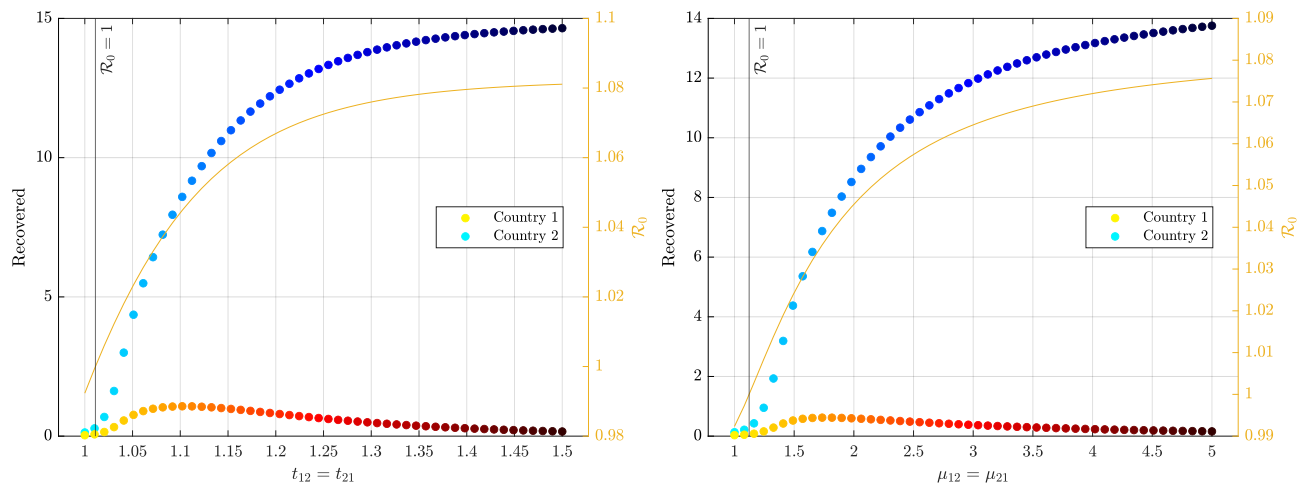 15
10
5
0
Recovered
ℛ₀ = 1
1.1
1.08
1.06
1.04
1.02
1
0.98
ℛ₀
Country 1
Country 2
1 1.05 1.1 1.15 1.2 1.25 1.3 1.35 1.4 1.45 1.5
t₁₂ = t₂₁
14
12
10
8
6
4
2
0
Recovered
ℛ₀ = 1
1.09
1.08
1.07
1.06
1.05
1.04
1.03
1.02
1.01
1
0.99
ℛ₀
Country 1
Country 2
1 1.5 2 2.5 3 3.5 4 4.5 5
μ₁₂ = μ₂₁